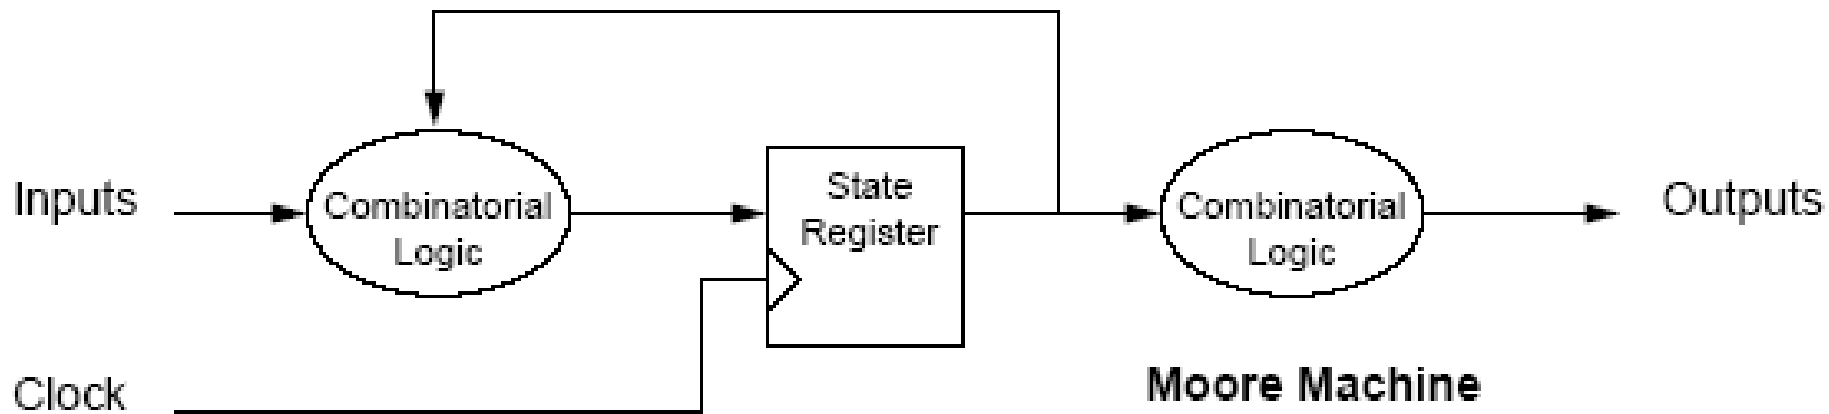 Inputs
Combinatorial
Logic
State
Register
Combinatorial
Logic
Outputs
Clock
Moore Machine